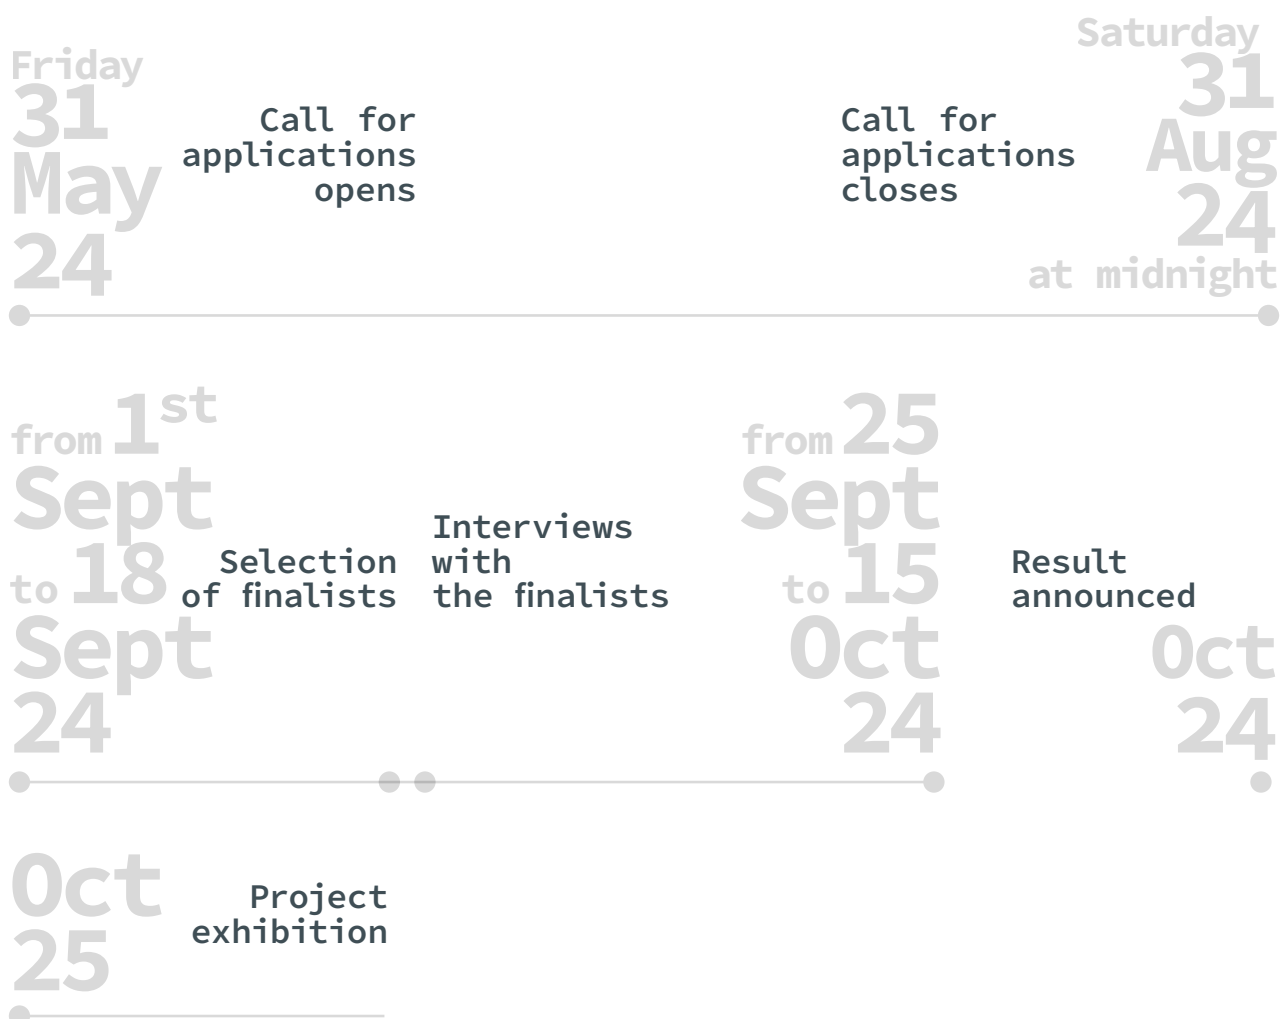 Friday
31
May
24
Call for
applications
opens
Call for
applications
closes
Saturday
31
Aug
24
at midnight
from 1st
Sept
to 18
Sept
24
Selection
of finalists
Interviews
with
the finalists
from 25
Sept
to 15
Oct
24
Result
announced
Oct
24
Oct
25
Project
exhibition